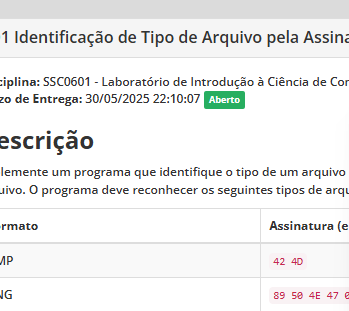 1 Identificação de Tipo de Arquivo pela Assina
ciplina: SSC0601 - Laboratório de Introdução à Ciência de Con
zo de Entrega: 30/05/2025 22:10:07 Aberto
escrição
lemente um programa que identifique o tipo de um arquivo
uivo. O programa deve reconhecer os seguintes tipos de arqu
ormato Assinatura (e
MP 42 4D
NG 89 50 4E 47 0